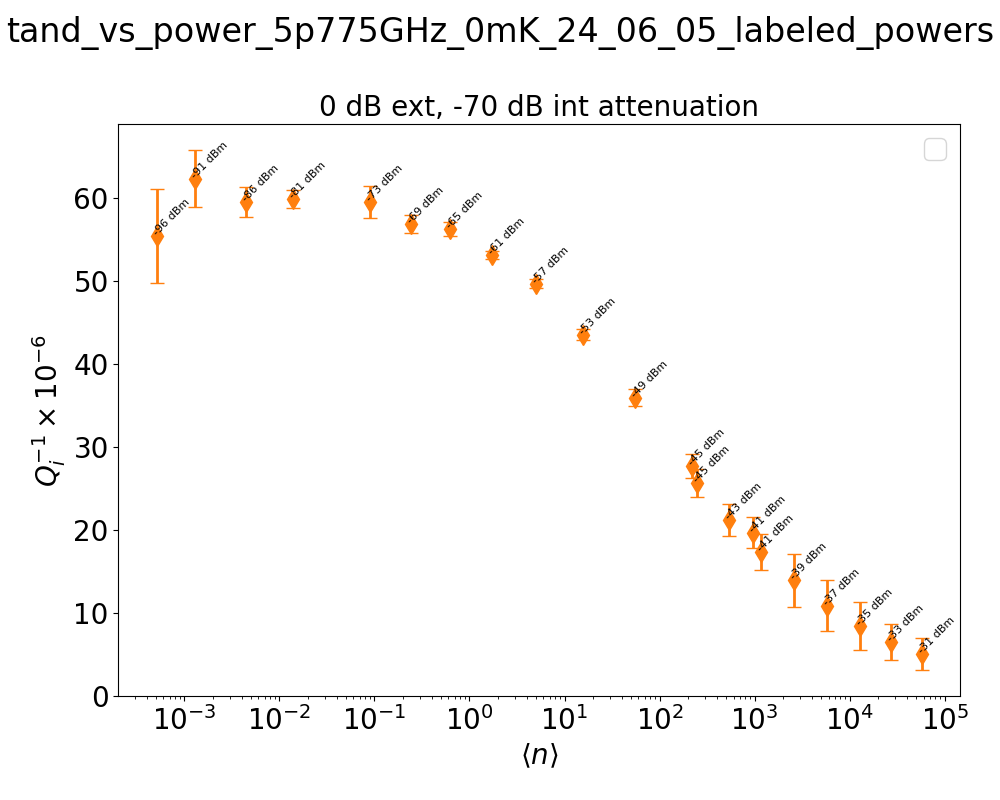 tand_vs_power_5p775GHz_0mK_24_06_05_labeled_powers
0 dB ext, -70 dB int attenuation
-96 dBm
-91 dBm
-86 dBm
-81 dBm
-73 dBm
-69 dBm
-65 dBm
-61 dBm
-57 dBm
-53 dBm
-49 dBm
-45 dBm
-45 dBm
-43 dBm
-41 dBm
-41 dBm
-39 dBm
-37 dBm
-35 dBm
-33 dBm
-31 dBm
60
50
40
30
20
10
0
Q_i^{-1} × 10^{-6}
10^{-3} 10^{-2} 10^{-1} 10^0 10^1 10^2 10^3 10^4 10^5
⟨n⟩